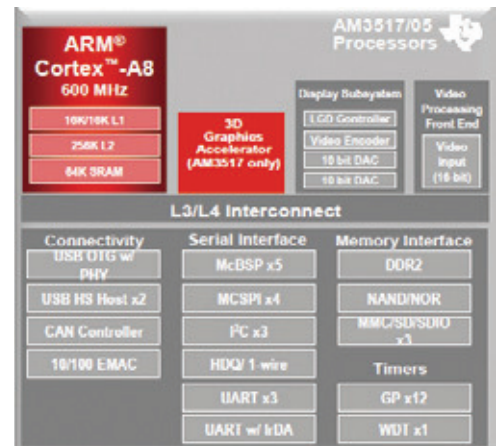 AM3517/05
Processors
ARM®
Cortex™-A8
600 MHz
16K/16K L1
256K L2
64K SRAM
3D
Graphics
Accelerator
(AM3517 only)
Display Subsystem
LCD Controller
Video Encoder
10 bit DAC
10 bit DAC
Video
Processing
Front End
Video
Input
(16 bit)
L3/L4 Interconnect
Connectivity
USB OTG w/
PHY
USB HS Host x2
CAN Controller
10/100 EMAC
Serial Interface
McBSP x5
MCSPI x4
I²C x3
HDQ/ 1-wire
UART x3
UART w/ IrDA
Memory Interface
DDR2
NAND/NOR
MMC/SD/SDIO
x3
Timers
GP x12
WDT x1